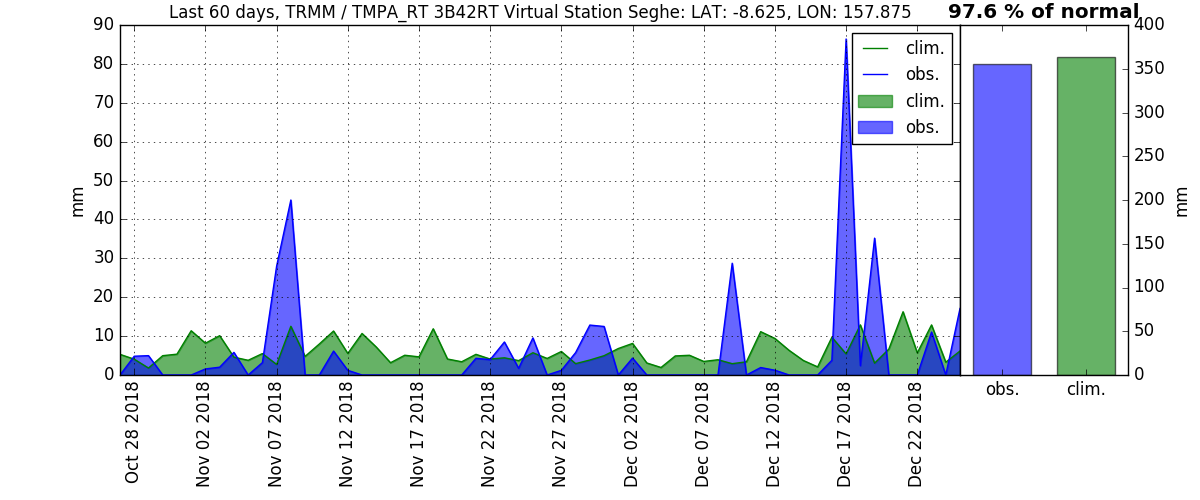 Last 60 days, TRMM / TMPA_RT 3B42RT Virtual Station Seghe: LAT: -8.625, LON: 157.875
97.6 % of normal
90
80
70
60
50
40
30
20
10
0
mm
clim.
obs.
clim.
obs.
400
350
300
250
200
150
100
50
0
mm
obs.
clim.
Oct 28 2018
Nov 02 2018
Nov 07 2018
Nov 12 2018
Nov 17 2018
Nov 22 2018
Nov 27 2018
Dec 02 2018
Dec 07 2018
Dec 12 2018
Dec 17 2018
Dec 22 2018